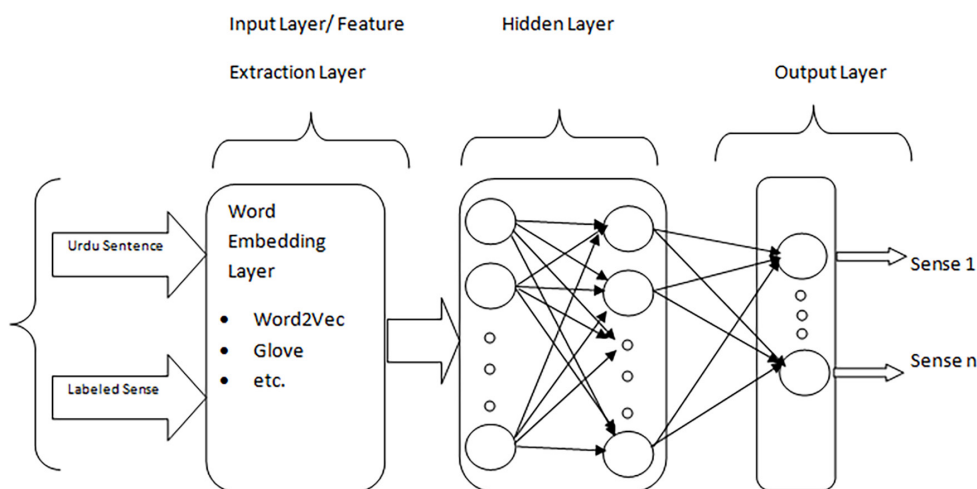 Input Layer/ Feature
Extraction Layer
Hidden Layer
Output Layer
Urdu Sentence
Labeled Sense
Word
Embedding
Layer
• Word2Vec
• Glove
• etc.
Sense 1
Sense n